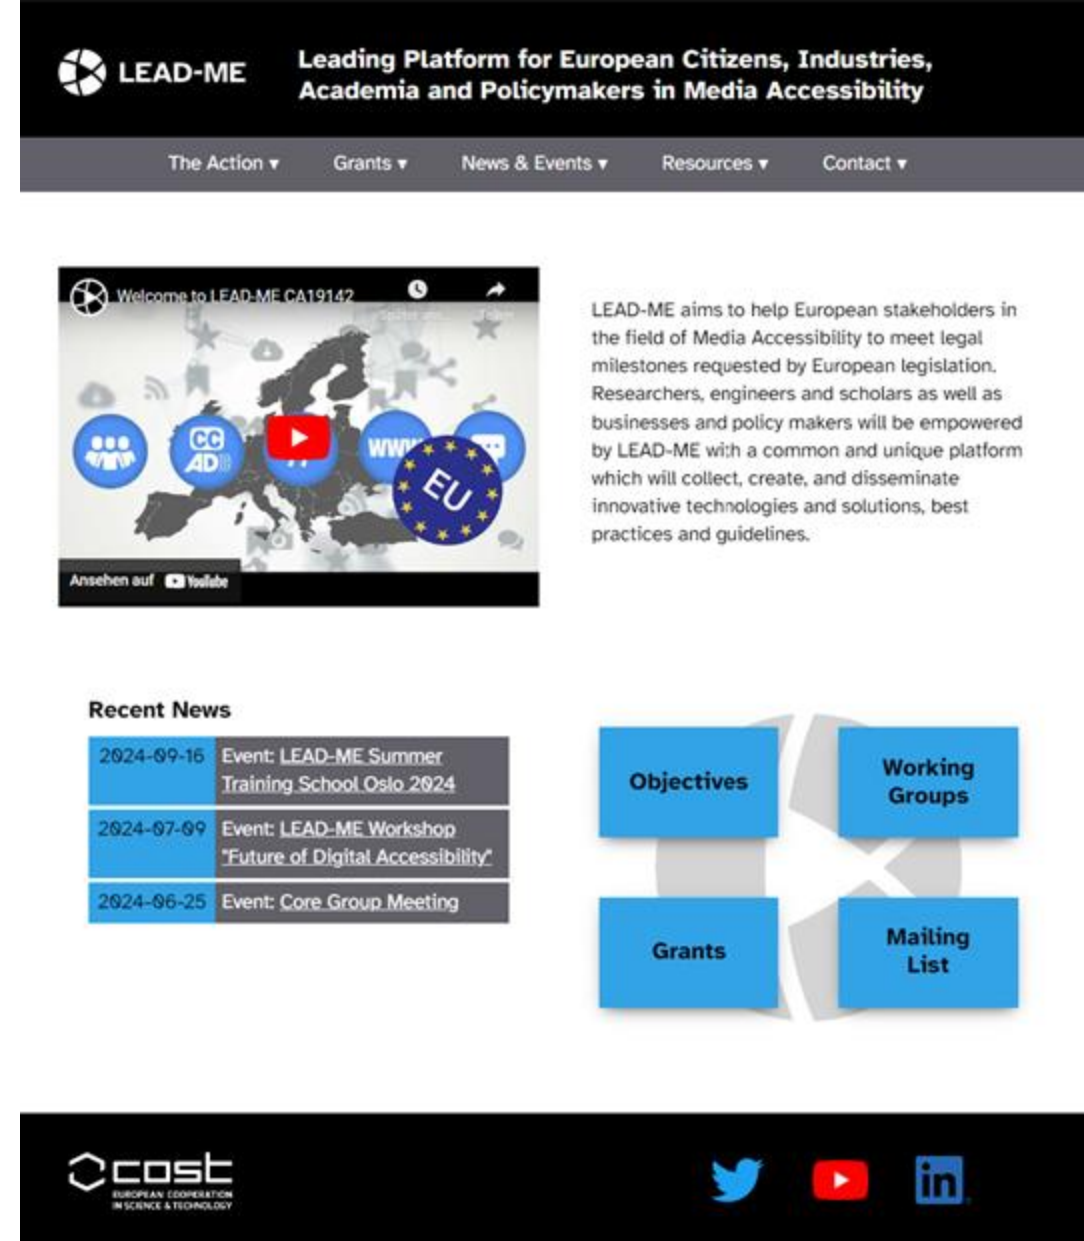 LEAD-ME
Leading Platform for European Citizens, Industries,
Academia and Policymakers in Media Accessibility
The Action ▾ Grants ▾ News & Events ▾ Resources ▾ Contact ▾
Welcome to LEAD-ME CA19142
CC
AD
WWW
EU
Ansehen auf YouTube
LEAD-ME aims to help European stakeholders in
the field of Media Accessibility to meet legal
milestones requested by European legislation.
Researchers, engineers and scholars as well as
businesses and policy makers will be empowered
by LEAD-ME with a common and unique platform
which will collect, create, and disseminate
innovative technologies and solutions, best
practices and guidelines.
Recent News
2024-09-16 Event: LEAD-ME Summer
Training School Oslo 2024
2024-07-09 Event: LEAD-ME Workshop
"Future of Digital Accessibility"
2024-06-25 Event: Core Group Meeting
Objectives
Working
Groups
Grants
Mailing
List
cost
EUROPEAN COOPERATION
IN SCIENCE & TECHNOLOGY
in